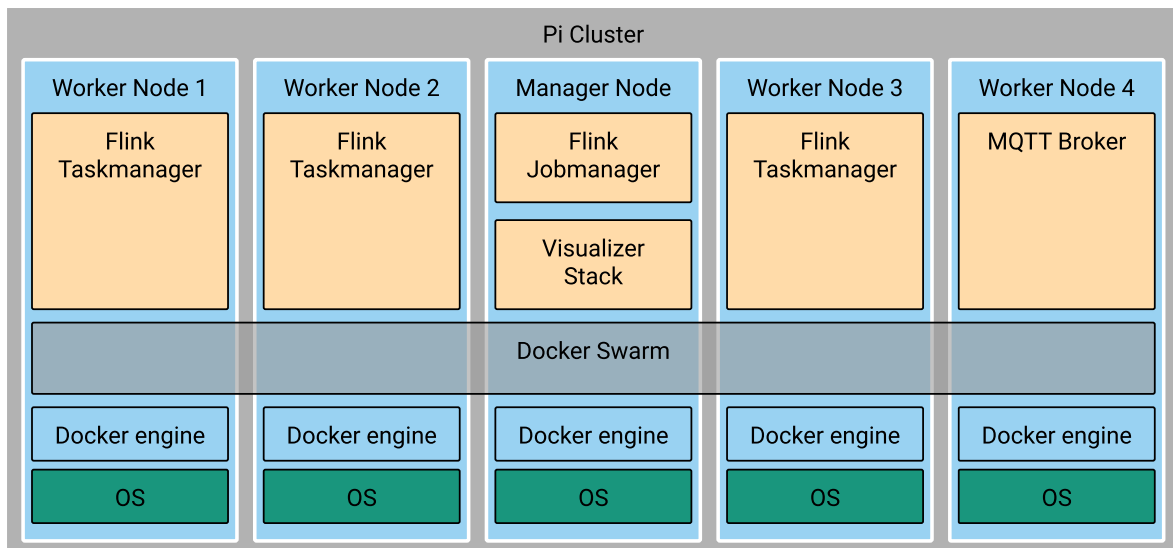 Pi Cluster
Worker Node 1
Flink
Taskmanager
Worker Node 2
Flink
Taskmanager
Manager Node
Flink
Jobmanager
Visualizer
Stack
Worker Node 3
Flink
Taskmanager
Worker Node 4
MQTT Broker
Docker Swarm
Docker engine
Docker engine
Docker engine
Docker engine
Docker engine
OS
OS
OS
OS
OS